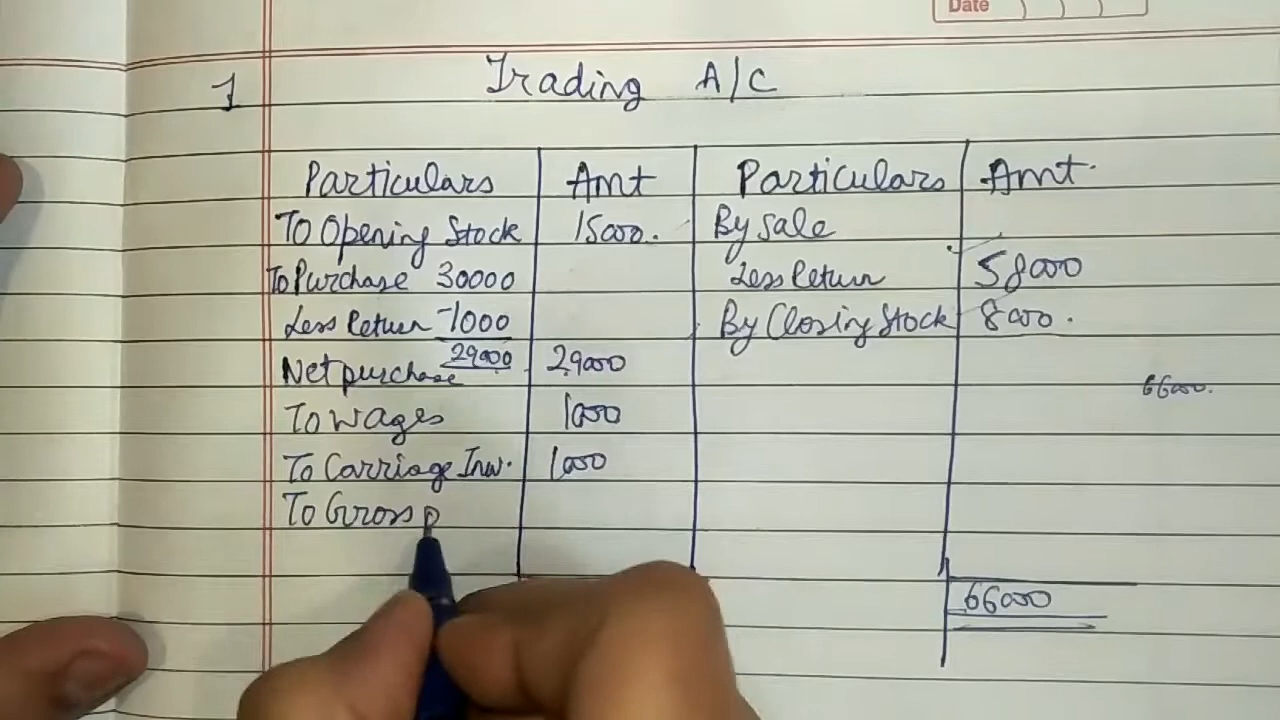 Date
1 Trading A/C
Particulars Amt Particulars Amt.
To Opening Stock 15000. By Sale
To Purchase 30000 Less Return 58000
Less Return -1000 By Closing Stock 8000.
29000
Net purchase 29000
66000.
To Wages 1000
To Carriage Inw. 1000
To Gross P
66000